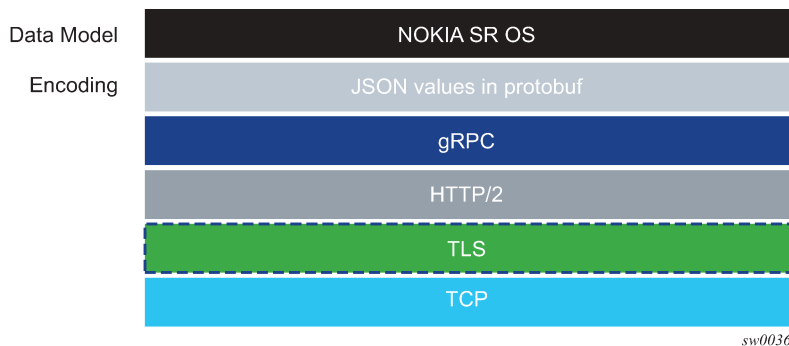 Data Model NOKIA SR OS
Encoding JSON values in protobuf
gRPC
HTTP/2
TLS
TCP
sw0036